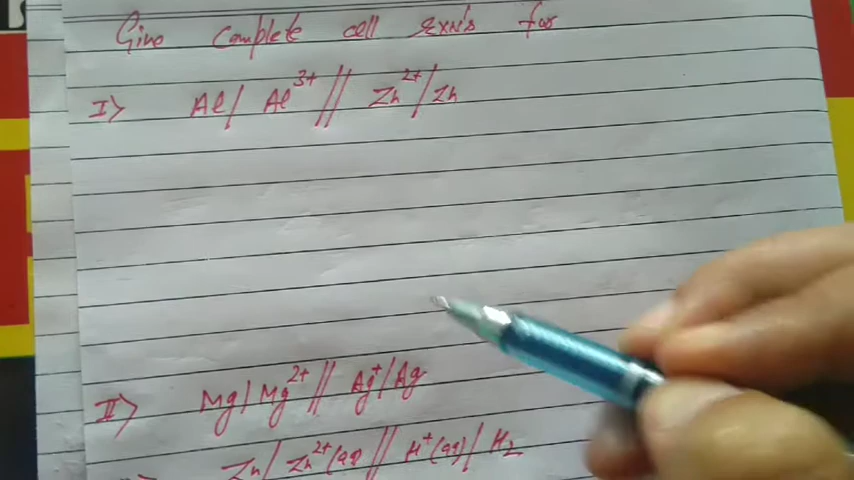 Give Complete cell rxn's for
I> Al/ Al³⁺// Zn²⁺/Zn
II> Mg/Mg²⁺// Ag⁺/Ag
Zn/ Zn²⁺(aq)// H⁺(aq)/ H₂